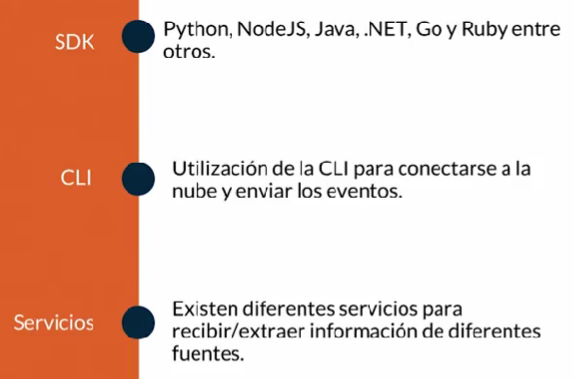 SDK
Python, NodeJS, Java, .NET, Go y Ruby entre
otros.
CLI
Utilización de la CLI para conectarse a la
nube y enviar los eventos.
Servicios
Existen diferentes servicios para
recibir/extraer información de diferentes
fuentes.